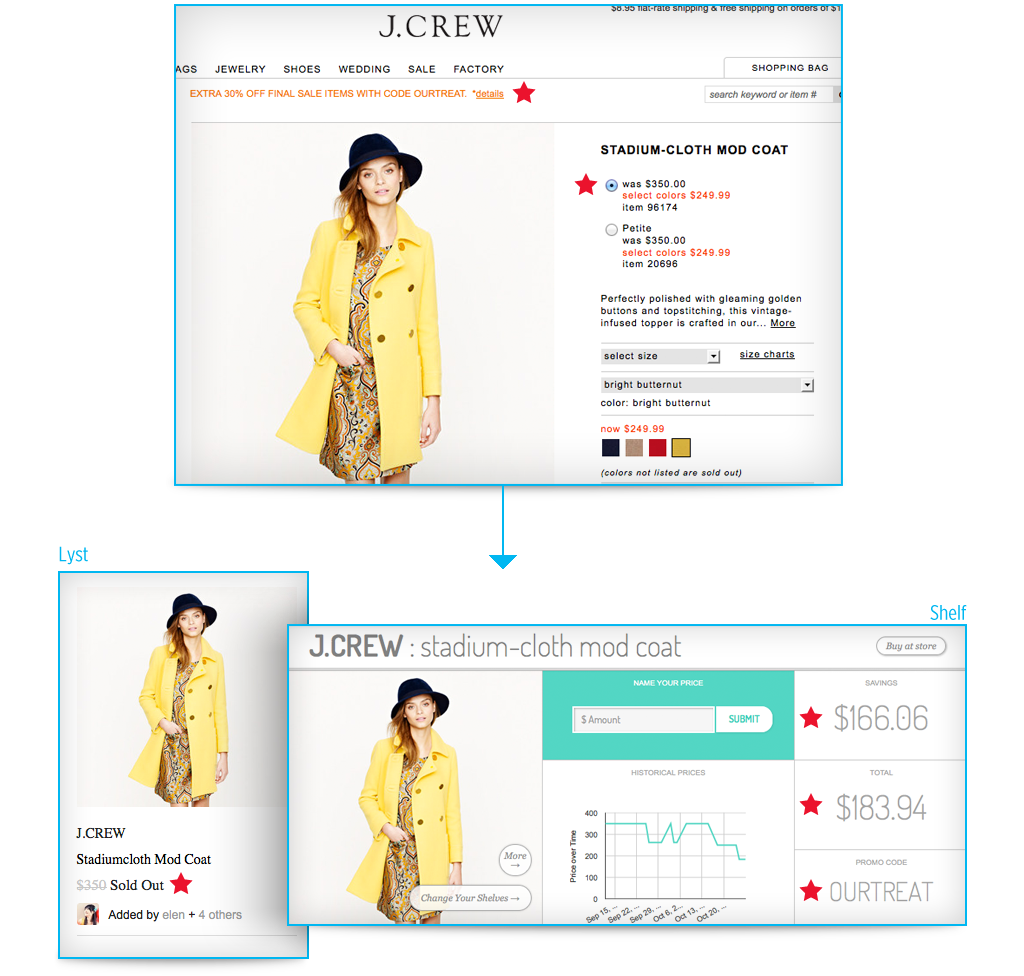 $8.95 flat-rate shipping & free shipping on orders of $1
J.CREW
AGS JEWELRY SHOES WEDDING SALE FACTORY
SHOPPING BAG
EXTRA 30% OFF FINAL SALE ITEMS WITH CODE OURTREAT. *details
search keyword or item #
STADIUM-CLOTH MOD COAT
was $350.00
select colors $249.99
item 96174
Petite
was $350.00
select colors $249.99
item 20696
Perfectly polished with gleaming golden
buttons and topstitching, this vintage-
infused topper is crafted in our... More
select size
size charts
bright butternut
color: bright butternut
now $249.99
(colors not listed are sold out)
Lyst
J.CREW
Stadiumcloth Mod Coat
$350 Sold Out
Added by elen + 4 others
Shelf
J.CREW : stadium-cloth mod coat
Buy at store
More →
Change Your Shelves →
NAME YOUR PRICE
$ Amount
SUBMIT
HISTORICAL PRICES
Price over Time
400
300
200
100
0
Sep 15, ...
Sep 22, ...
Sep 29, ...
Oct 6, 2...
Oct 13, ...
Oct 20, ...
SAVINGS
$166.06
TOTAL
$183.94
PROMO CODE
OURTREAT